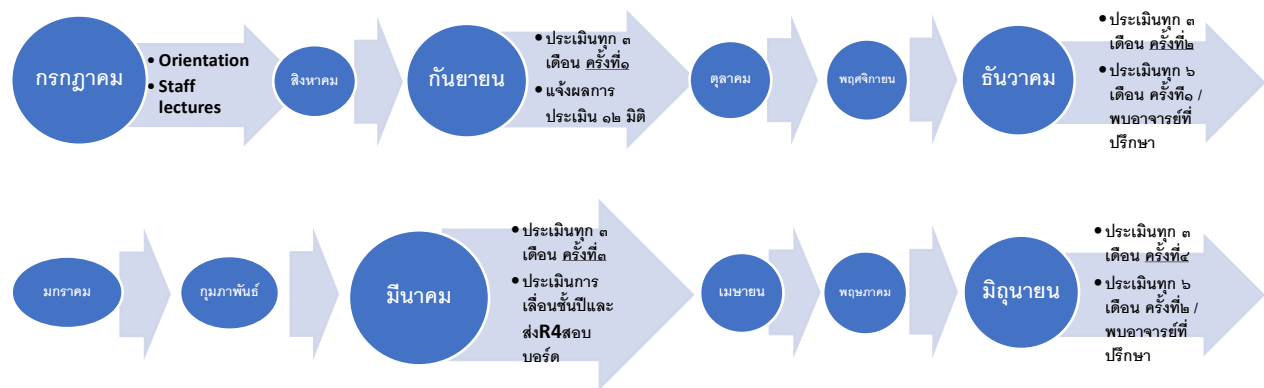 กรกฎาคม
• Orientation
• Staff
lectures
สิงหาคม
กันยายน
• ประเมินทุก ๓
เดือน ครั้งที่๑
• แจ้งผลการ
ประเมิน ๑๒ มิติ
ตุลาคม
พฤศจิกายน
ธันวาคม
• ประเมินทุก ๓
เดือน ครั้งที่๒
• ประเมินทุก ๖
เดือน ครั้งที่๑ /
พบอาจารย์ที่
ปรึกษา
มกราคม
กุมภาพันธ์
มีนาคม
• ประเมินทุก ๓
เดือน ครั้งที่๓
• ประเมินการ
เลื่อนชั้นปีและ
ส่งR4สอบ
บอร์ด
เมษายน
พฤษภาคม
มิถุนายน
• ประเมินทุก ๓
เดือน ครั้งที่๔
• ประเมินทุก ๖
เดือน ครั้งที่๒ /
พบอาจารย์ที่
ปรึกษา